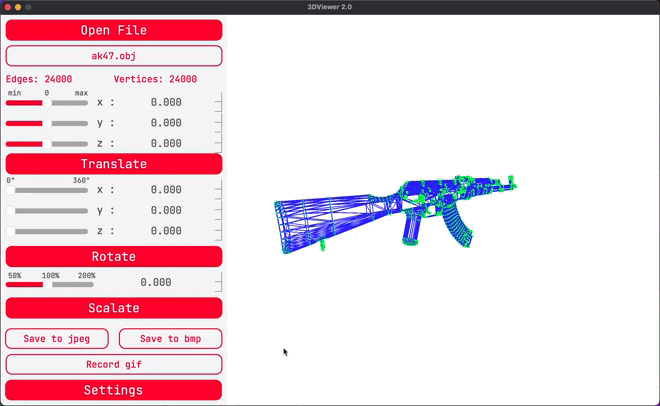 3DViewer 2.0
Open File
ak47.obj
Edges: 24000 Vertices: 24000
min 0 max
x : 0.000
y : 0.000
z : 0.000
Translate
0° 360°
x : 0.000
y : 0.000
z : 0.000
Rotate
50% 100% 200%
0.000
Scalate
Save to jpeg Save to bmp
Record gif
Settings